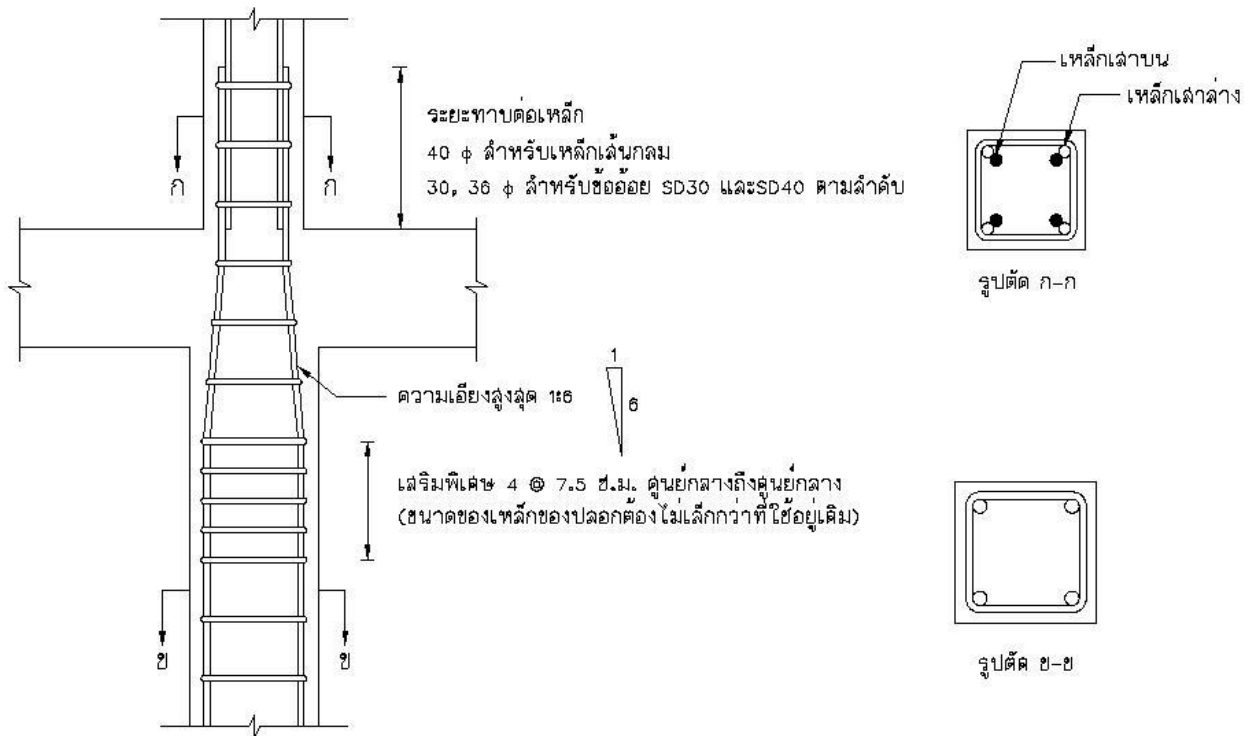 เหล็กเสาบน
เหล็กเสาล่าง
ระยะทาบต่อเหล็ก
40 φ สำหรับเหล็กเส้นกลม
30, 36 φ สำหรับข้ออ้อย SD30 และSD40 ตามลำดับ
ก
ก
รูปตัด ก-ก
1
6
ความเอียงสูงสุด 1:6
เสริมพิเศษ 4 @ 7.5 ซ.ม. ศูนย์กลางถึงศูนย์กลาง
(ขนาดของเหล็กของปลอกต้องไม่เล็กกว่าที่ใช้อยู่เดิม)
ข
ข
รูปตัด ข-ข